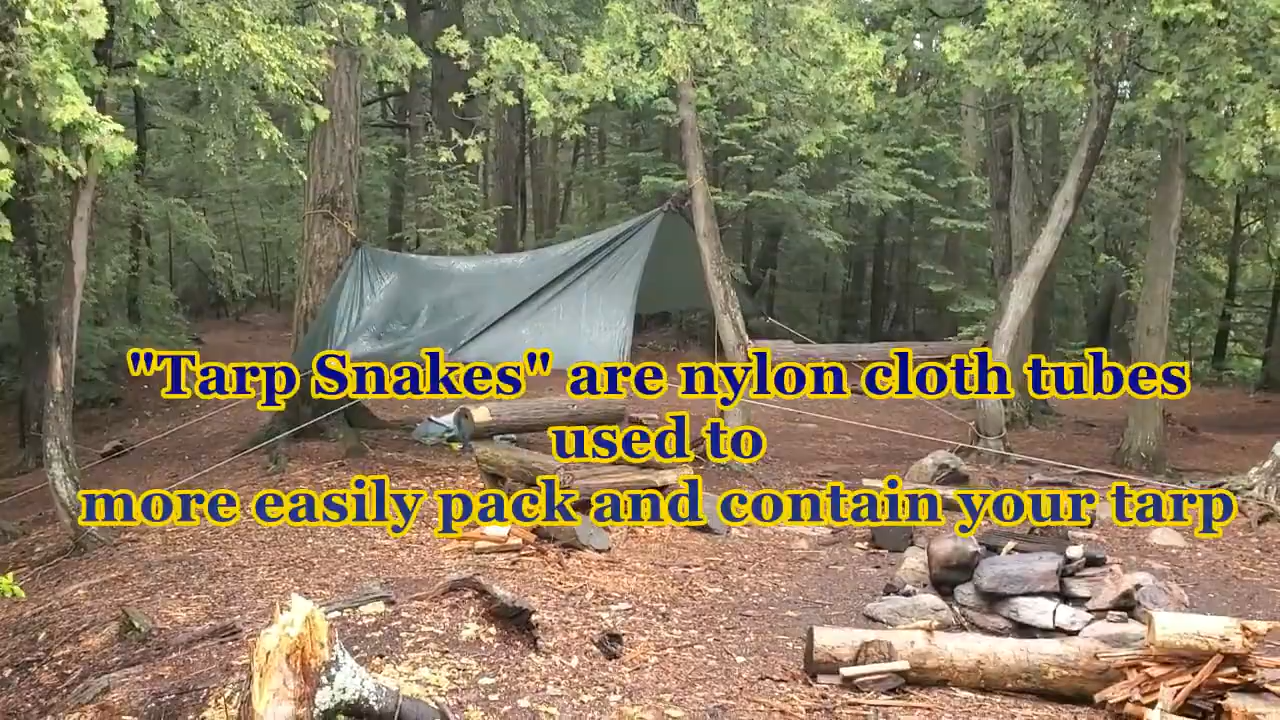 "Tarp Snakes" are nylon cloth tubes
used to
more easily pack and contain your tarp